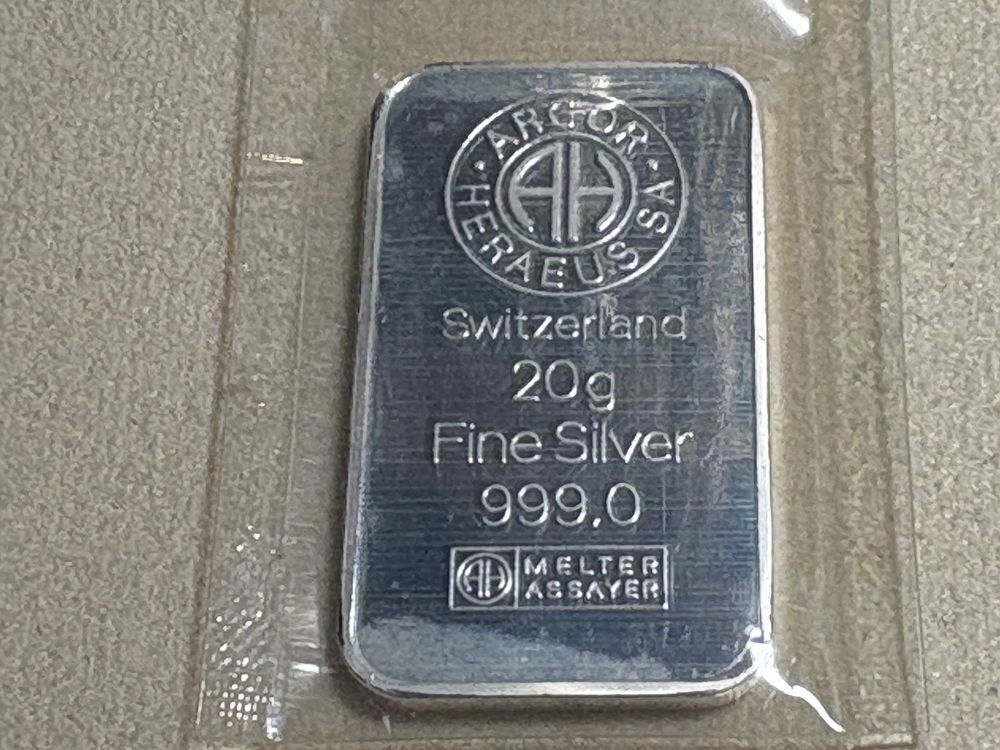 ARGOR
HERAEUS SA
AH
Switzerland
20g
Fine Silver
999.0
AH
MELTER
ASSAYER